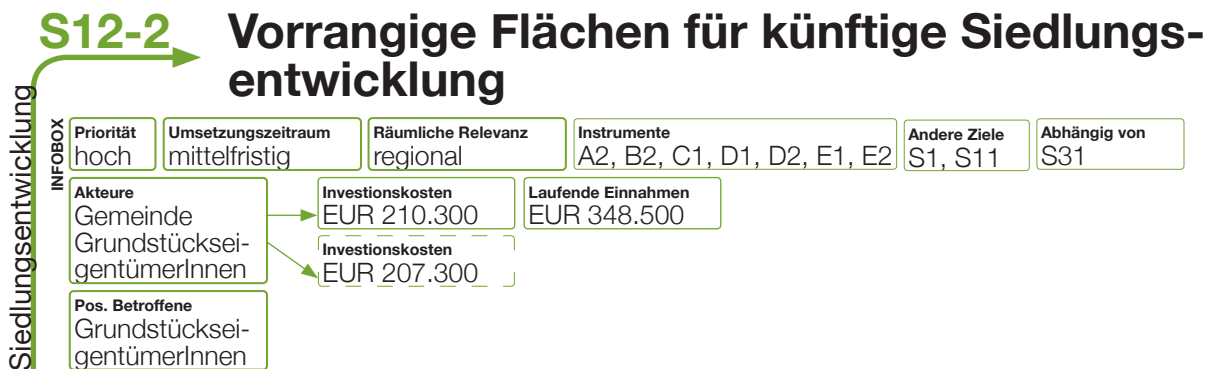 S12-2
Vorrangige Flächen für künftige Siedlungs-
entwicklung
Siedlungsentwicklung
INFOBOX
Priorität
hoch
Umsetzungszeitraum
mittelfristig
Räumliche Relevanz
regional
Instrumente
A2, B2, C1, D1, D2, E1, E2
Andere Ziele
S1, S11
Abhängig von
S31
Akteure
Gemeinde
Grundstücksei-
gentümerInnen
Investionskosten
EUR 210.300
Laufende Einnahmen
EUR 348.500
Investionskosten
EUR 207.300
Pos. Betroffene
Grundstücksei-
gentümerInnen